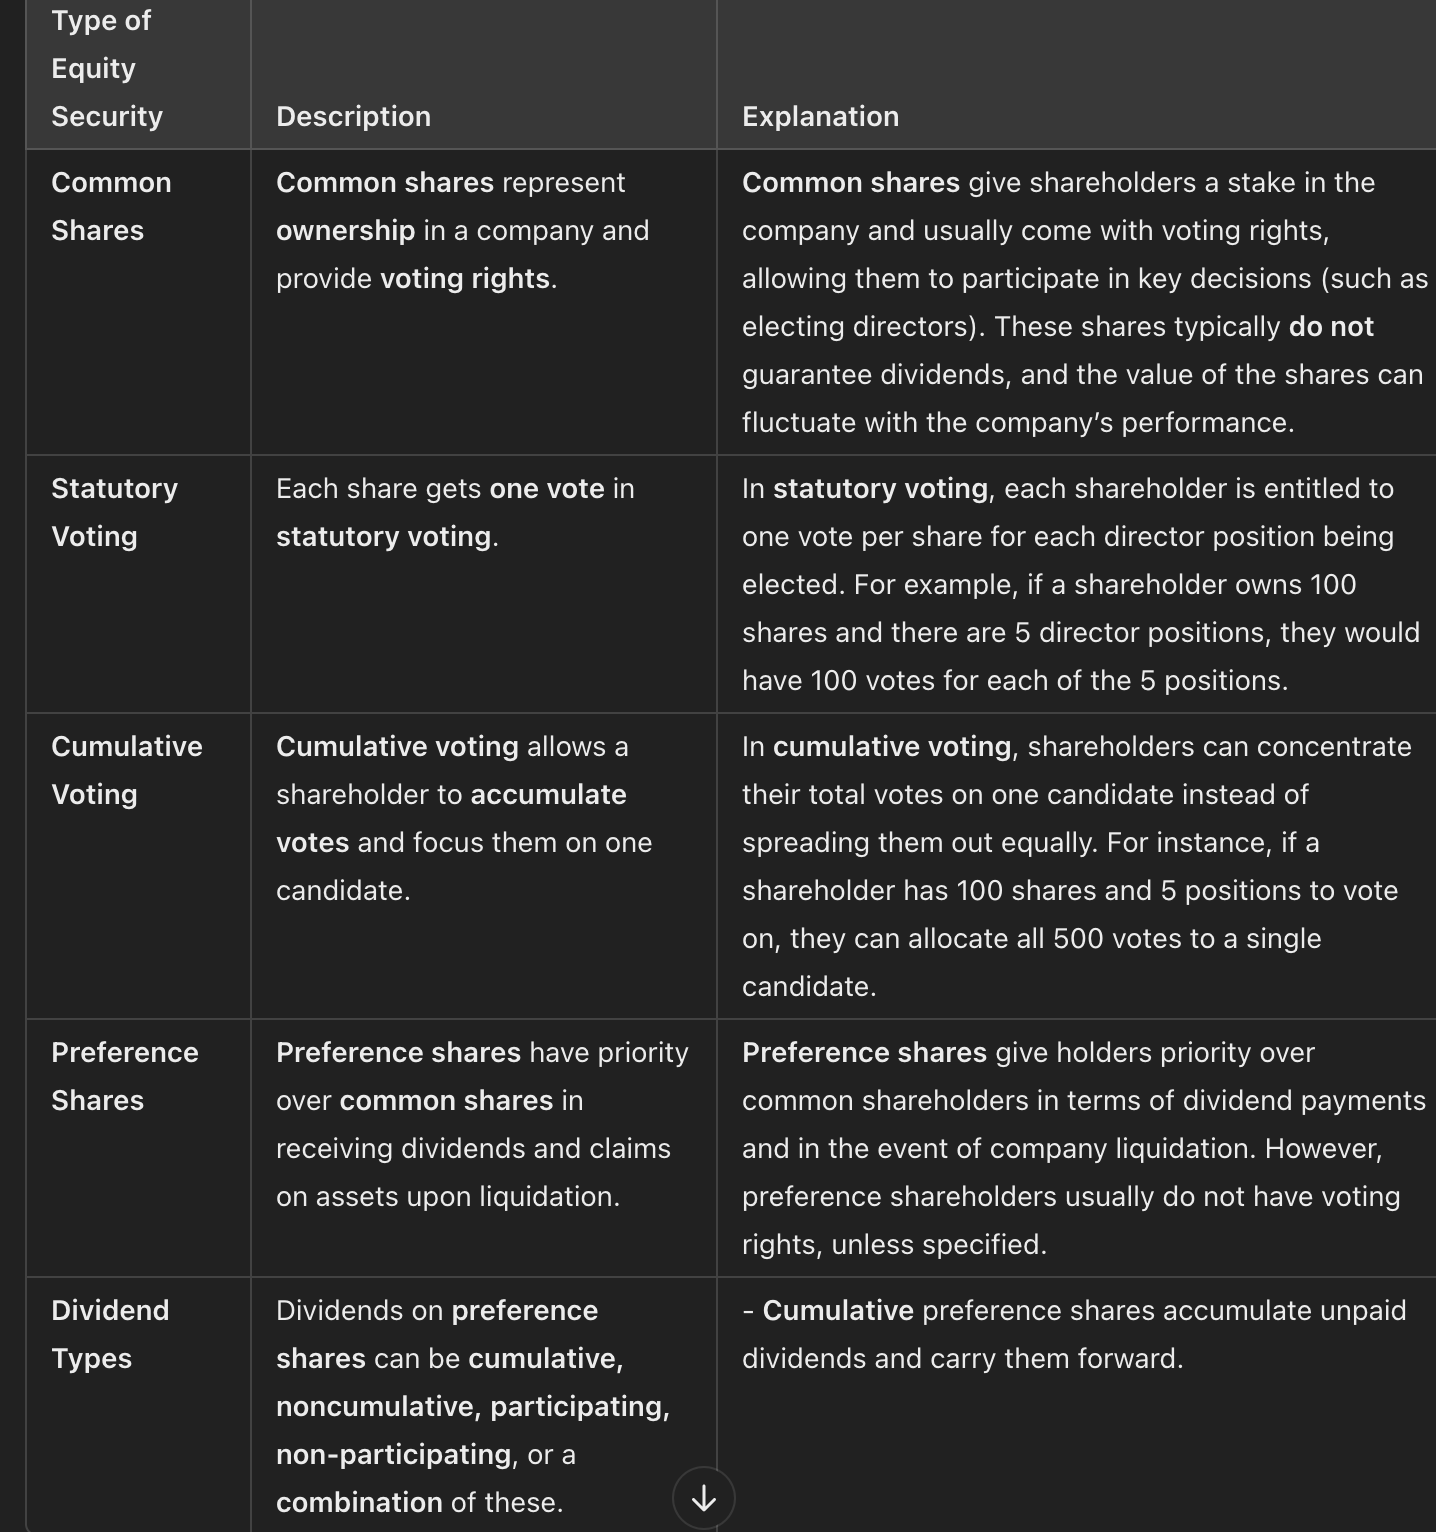 Type of
Equity
Security
Description
Explanation
Common
Shares
Common shares represent
ownership in a company and
provide voting rights.
Common shares give shareholders a stake in the
company and usually come with voting rights,
allowing them to participate in key decisions (such as
electing directors). These shares typically do not
guarantee dividends, and the value of the shares can
fluctuate with the company’s performance.
Statutory
Voting
Each share gets one vote in
statutory voting.
In statutory voting, each shareholder is entitled to
one vote per share for each director position being
elected. For example, if a shareholder owns 100
shares and there are 5 director positions, they would
have 100 votes for each of the 5 positions.
Cumulative
Voting
Cumulative voting allows a
shareholder to accumulate
votes and focus them on one
candidate.
In cumulative voting, shareholders can concentrate
their total votes on one candidate instead of
spreading them out equally. For instance, if a
shareholder has 100 shares and 5 positions to vote
on, they can allocate all 500 votes to a single
candidate.
Preference
Shares
Preference shares have priority
over common shares in
receiving dividends and claims
on assets upon liquidation.
Preference shares give holders priority over
common shareholders in terms of dividend payments
and in the event of company liquidation. However,
preference shareholders usually do not have voting
rights, unless specified.
Dividend
Types
Dividends on preference
shares can be cumulative,
noncumulative, participating,
non-participating, or a
combination of these.
- Cumulative preference shares accumulate unpaid
dividends and carry them forward.